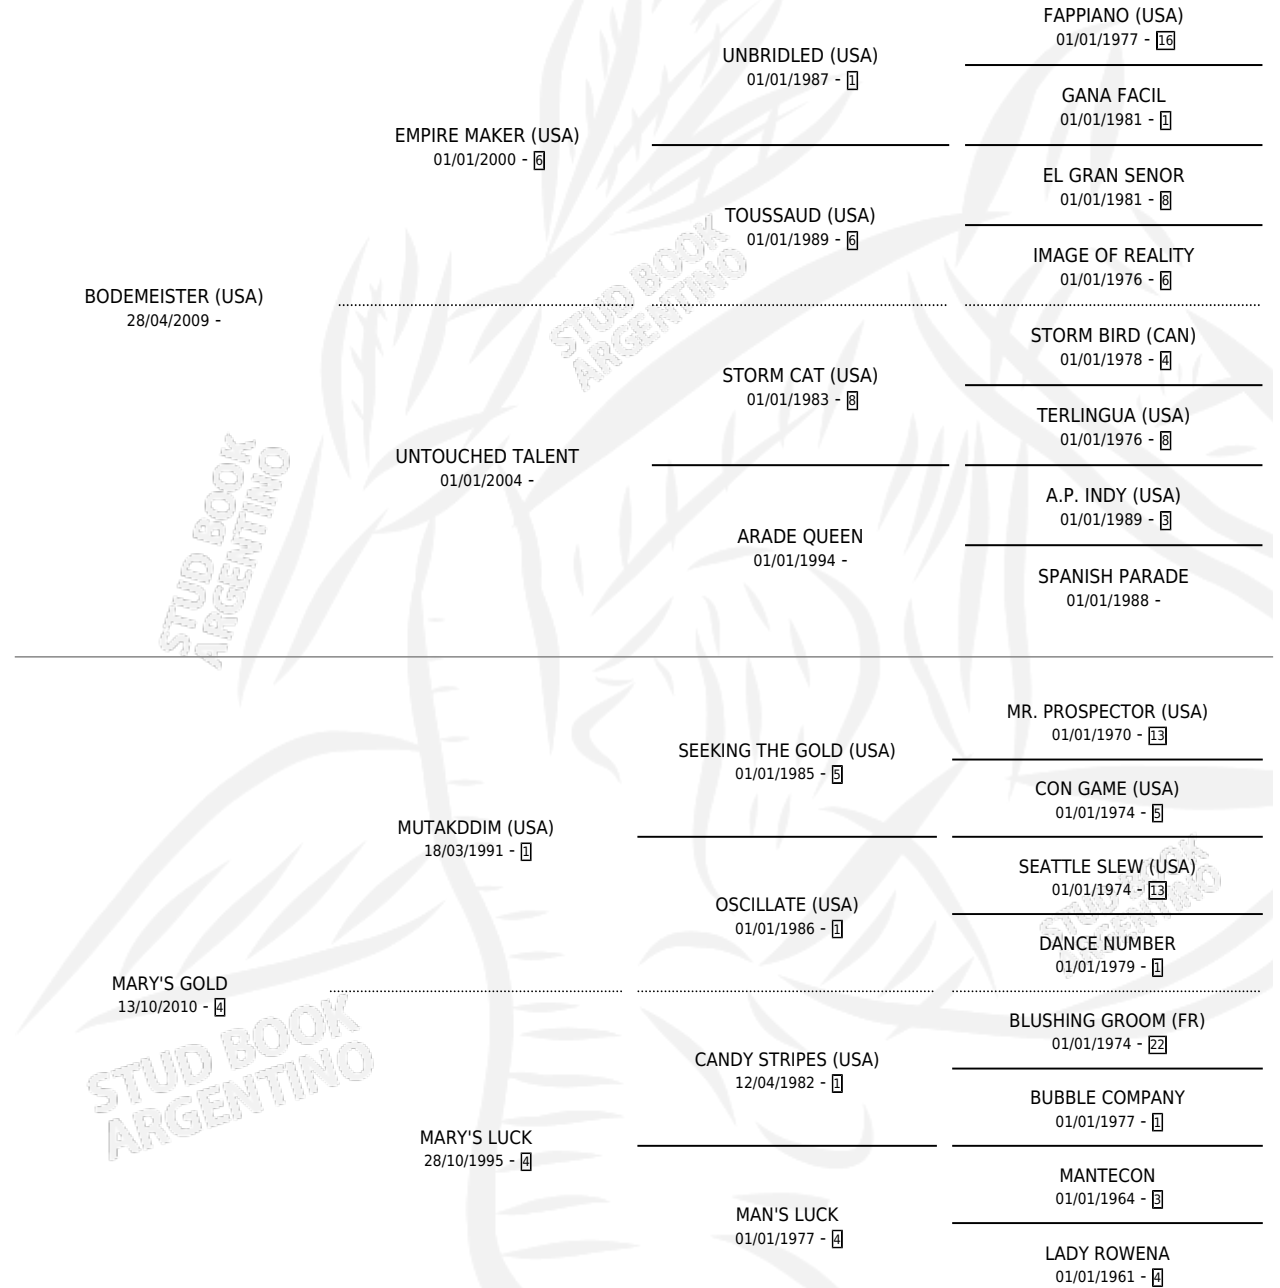 FAPPIANO (USA)
01/01/1977 - 16
UNBRIDLED (USA)
01/01/1987 - 1
GANA FACIL
01/01/1981 - 1
EMPIRE MAKER (USA)
01/01/2000 - 6
EL GRAN SENOR
01/01/1981 - 8
TOUSSAUD (USA)
01/01/1989 - 6
IMAGE OF REALITY
01/01/1976 - 6
BODEMEISTER (USA)
28/04/2009 -
STORM BIRD (CAN)
01/01/1978 - 4
STORM CAT (USA)
01/01/1983 - 8
TERLINGUA (USA)
01/01/1976 - 8
UNTOUCHED TALENT
01/01/2004 -
A.P. INDY (USA)
01/01/1989 - 3
ARADE QUEEN
01/01/1994 -
SPANISH PARADE
01/01/1988 -
STUD BOOK
ARGENTINO
STUD BOOK
ARGENTINO
MR. PROSPECTOR (USA)
01/01/1970 - 13
SEEKING THE GOLD (USA)
01/01/1985 - 5
CON GAME (USA)
01/01/1974 - 5
MUTAKDDIM (USA)
18/03/1991 - 1
SEATTLE SLEW (USA)
01/01/1974 - 13
OSCILLATE (USA)
01/01/1986 - 1
DANCE NUMBER
01/01/1979 - 1
STUD BOOK
ARGENTINO
MARY'S GOLD
13/10/2010 - 4
BLUSHING GROOM (FR)
01/01/1974 - 22
CANDY STRIPES (USA)
12/04/1982 - 1
BUBBLE COMPANY
01/01/1977 - 1
STUD BOOK
ARGENTINO
MARY'S LUCK
28/10/1995 - 4
MANTECON
01/01/1964 - 3
MAN'S LUCK
01/01/1977 - 4
LADY ROWENA
01/01/1961 - 4